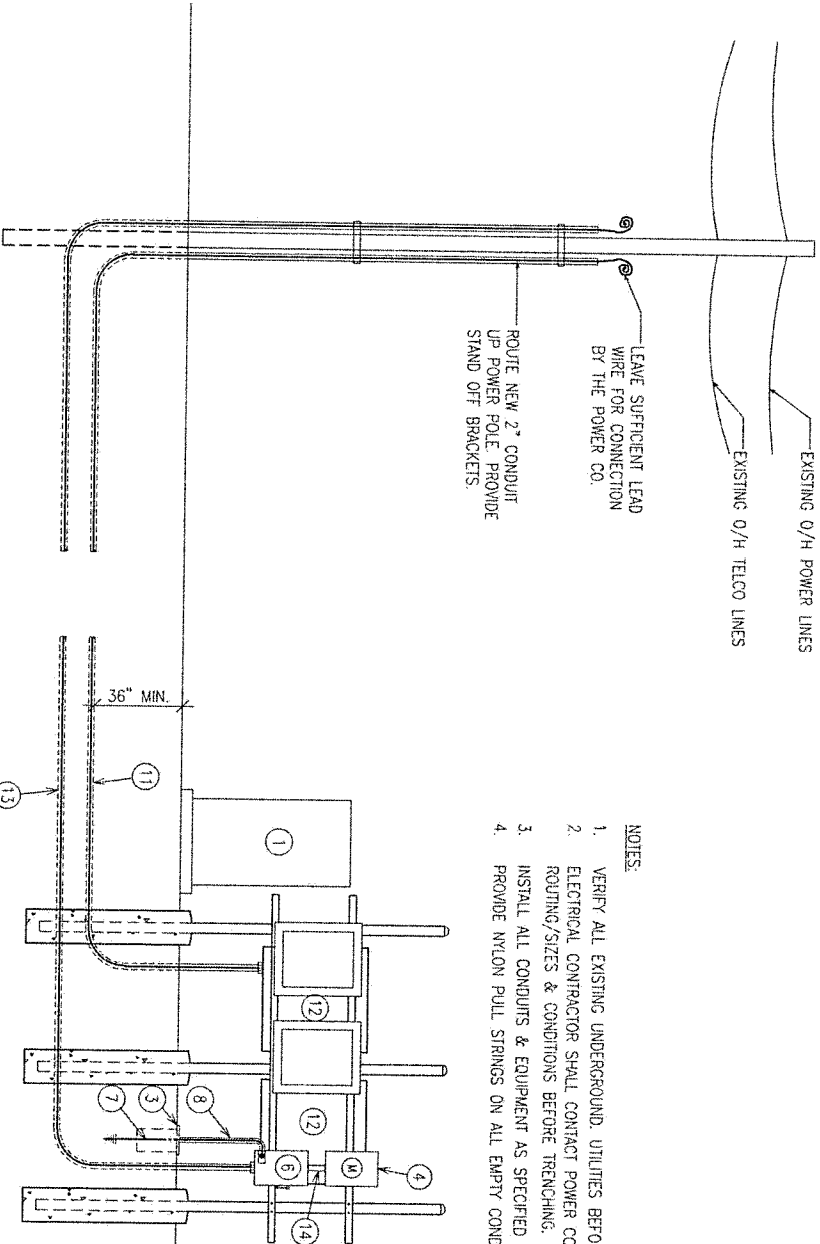 EXISTING O/H POWER LINES
EXISTING O/H TELCO LINES
LEAVE SUFFICIENT LEAD
WIRE FOR CONNECTION
BY THE POWER CO.
ROUTE NEW 2" CONDUIT
UP POWER POLE. PROVIDE
STAND OFF BRACKETS.
NOTES:
1. VERIFY ALL EXISTING UNDERGROUND. UTILITIES BEFO
2. ELECTRICAL CONTRACTOR SHALL CONTACT POWER CO
ROUTING/SIZES & CONDITIONS BEFORE TRENCHING.
3. INSTALL ALL CONDUITS & EQUIPMENT AS SPECIFIED
4. PROVIDE NYLON PULL STRINGS ON ALL EMPTY COND
36" MIN.
11
13
1
12
12
7
3
8
6
M
14
4